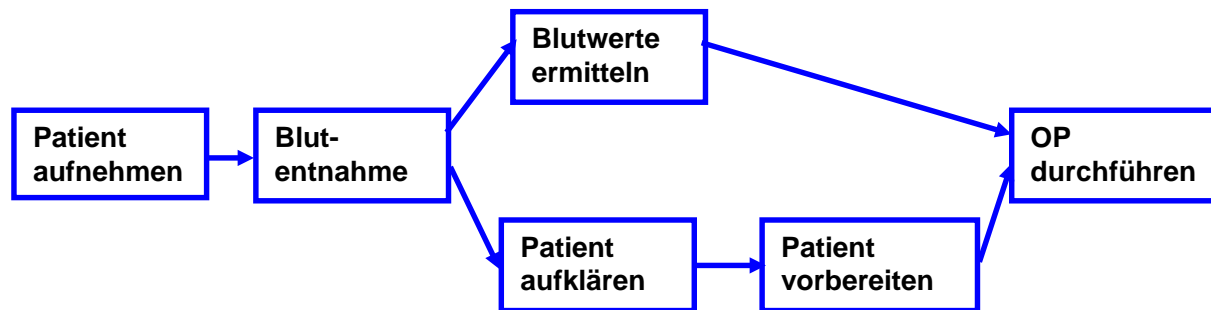 Patient
aufnehmen
Blut-
entnahme
Blutwerte
ermitteln
Patient
aufklären
Patient
vorbereiten
OP
durchführen